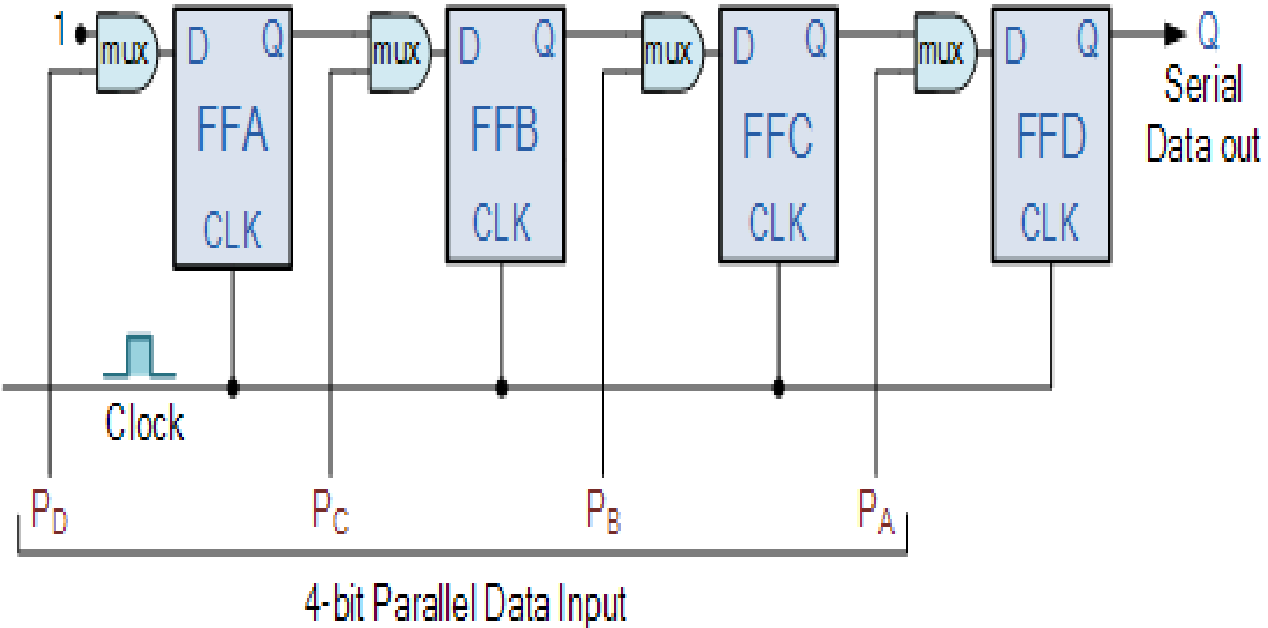 1
mux
D Q
FFA
CLK
mux
D Q
FFB
CLK
mux
D Q
FFC
CLK
mux
D Q
FFD
CLK
Q
Serial
Data out
Clock
PD
PC
PB
PA
4-bit Parallel Data Input